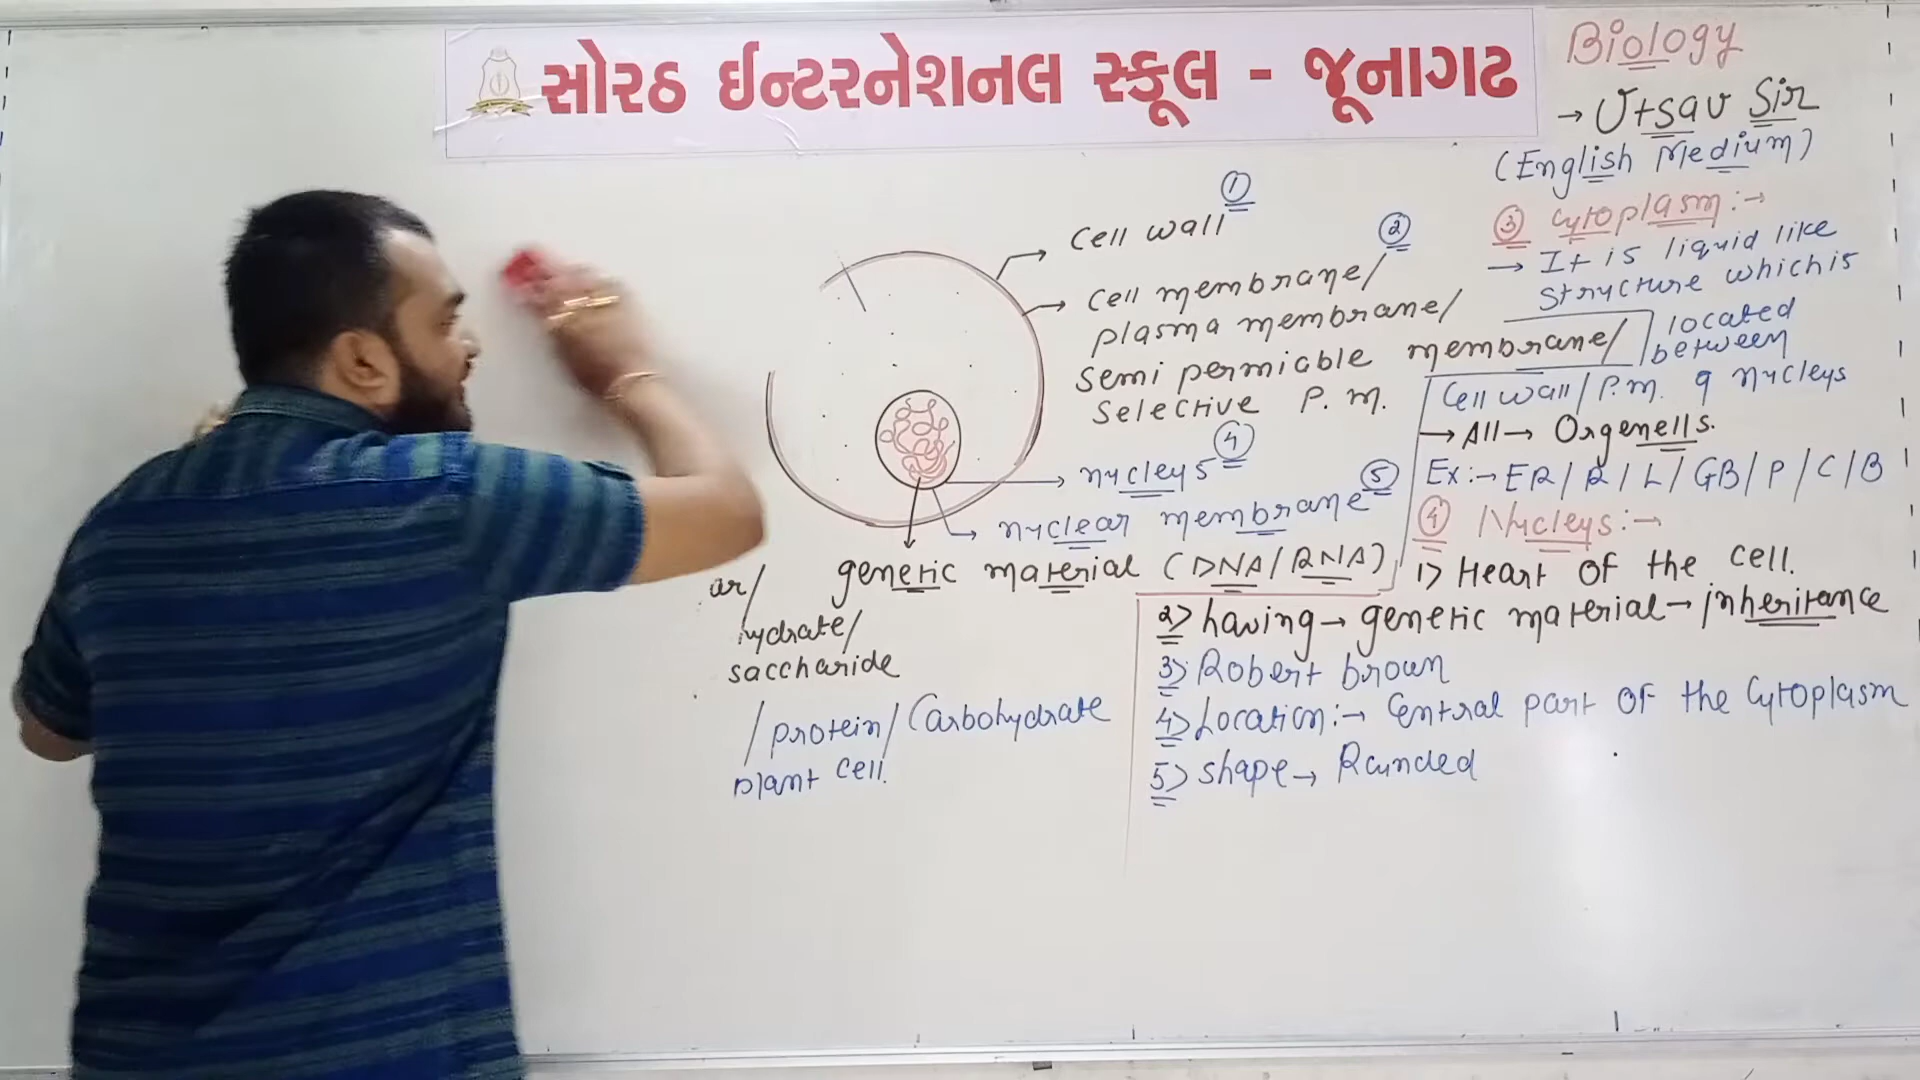 સોરઠ ઈન્ટરનેશનલ સ્કૂલ - જૂનાગઢ
Biology
→ Utsav Sir
(English Medium)
① Cell wall
② Cell membrane/
plasma membrane/
semi permiable membrane/
selective P. M.
④ nucleys
⑤ nuclear membrane
genetic material (DNA/RNA)
ar/
hydrate/
saccharide
/protein/Carbohydrate
plant cell.
③ Cytoplasm:→
→ It is liquid like
structure which is
located
between
Cell wall/P.M. q nucleys
→ All → Orgenells.
Ex:→ ER/R/L/GB/P/C/B
④ Nucleys:→
1> Heart of the cell.
2> having → genetic material → inheritance
3> Robert brown
4> Location:→ Central part of the Cytoplasm
5> shape → Rounded